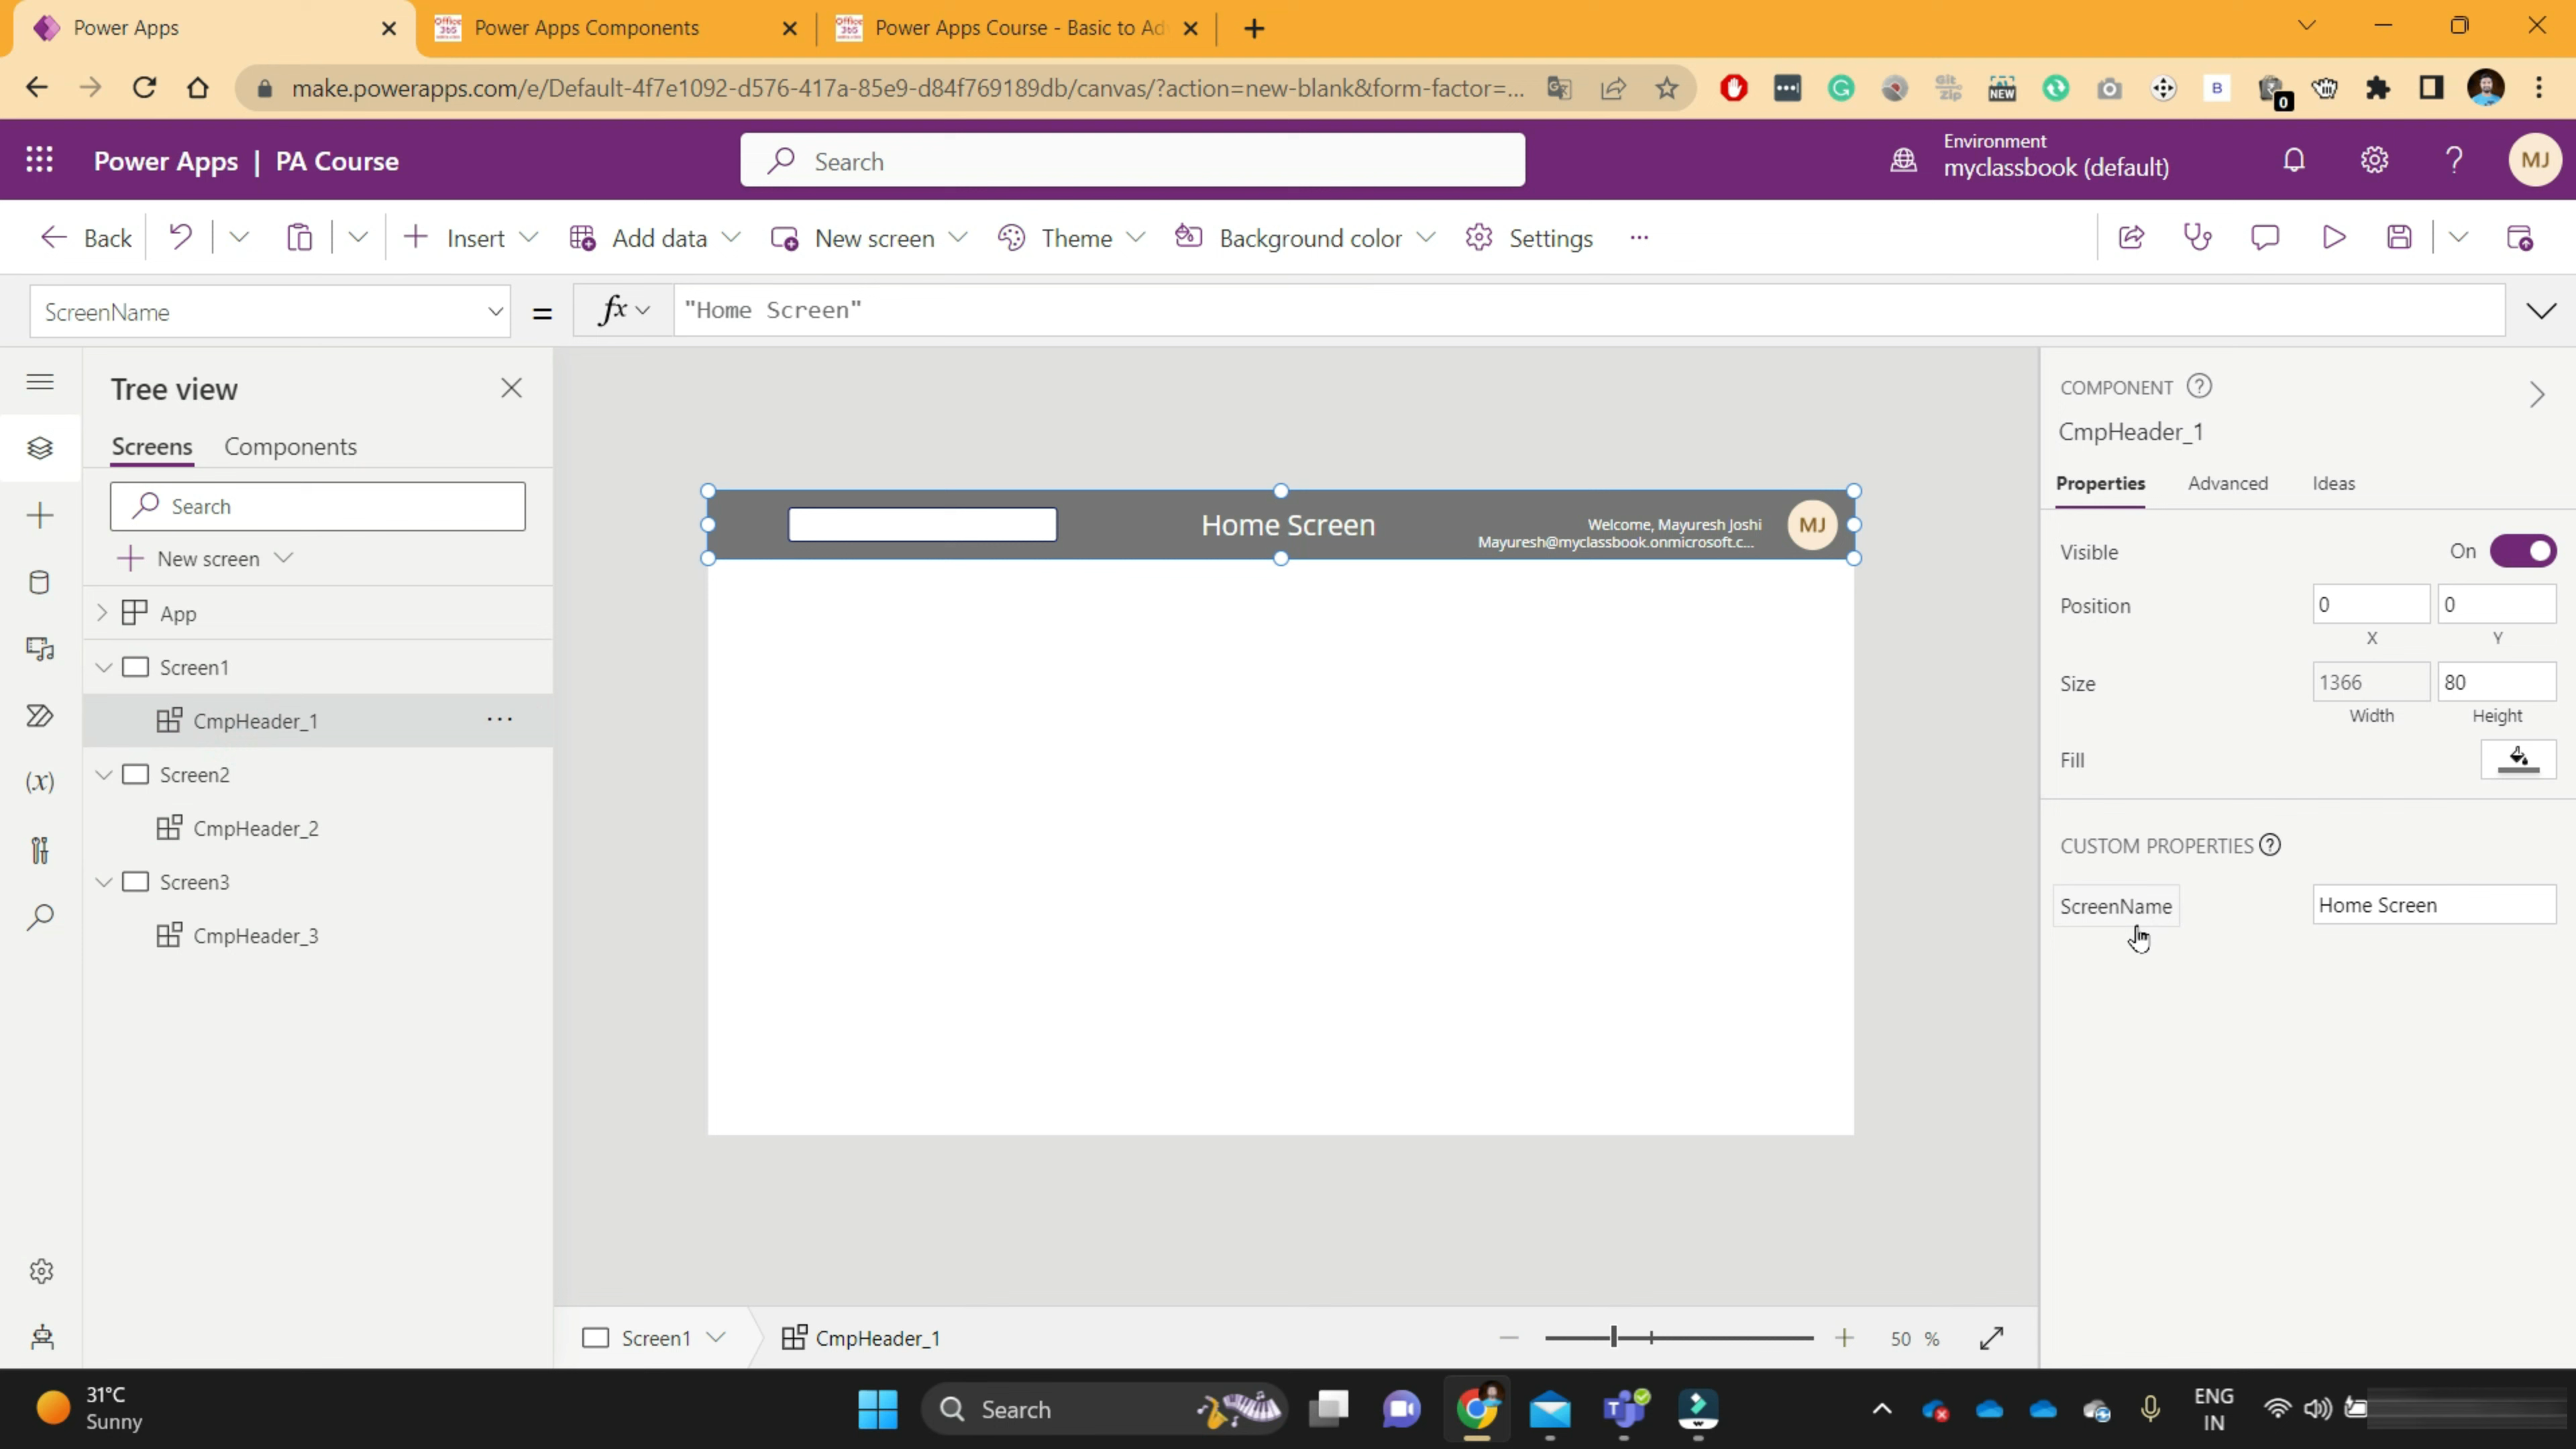 Power Apps
Power Apps Components
Power Apps Course - Basic to Ad
make.powerapps.com/e/Default-4f7e1092-d576-417a-85e9-d84f769189db/canvas/?action=new-blank&form-factor=...
NEW
B
0
Power Apps | PA Course
Search
Environment
myclassbook (default)
MJ
Back
Insert
Add data
New screen
Theme
Background color
Settings
ScreenName
=
fx
"Home Screen"
Tree view
Screens
Components
Search
New screen
App
Screen1
CmpHeader_1
Screen2
CmpHeader_2
Screen3
CmpHeader_3
(x)
Home Screen
Welcome, Mayuresh Joshi
Mayuresh@myclassbook.onmicrosoft.c...
MJ
COMPONENT
CmpHeader_1
Properties
Advanced
Ideas
Visible
On
Position
0
0
X
Y
Size
1366
80
Width
Height
Fill
CUSTOM PROPERTIES
ScreenName
Home Screen
Screen1
CmpHeader_1
50 %
31°C
Sunny
Search
ENG
IN